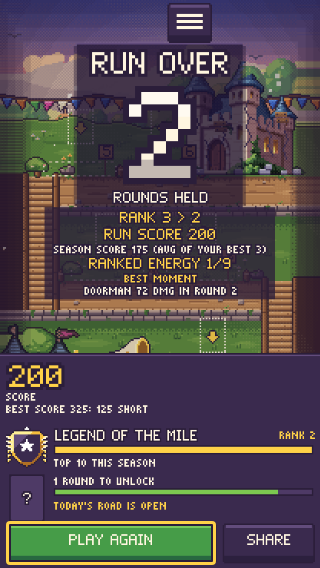 RUN OVER
2
ROUNDS HELD
RANK 3 > 2
RUN SCORE 200
SEASON SCORE 175 (AVG OF YOUR BEST 3)
RANKED ENERGY 1/9
BEST MOMENT
DOORMAN 72 DMG IN ROUND 2
200
SCORE
BEST SCORE 325: 125 SHORT
LEGEND OF THE MILE
RANK 2
TOP 10 THIS SEASON
?
1 ROUND TO UNLOCK
TODAY'S ROAD IS OPEN
PLAY AGAIN
SHARE